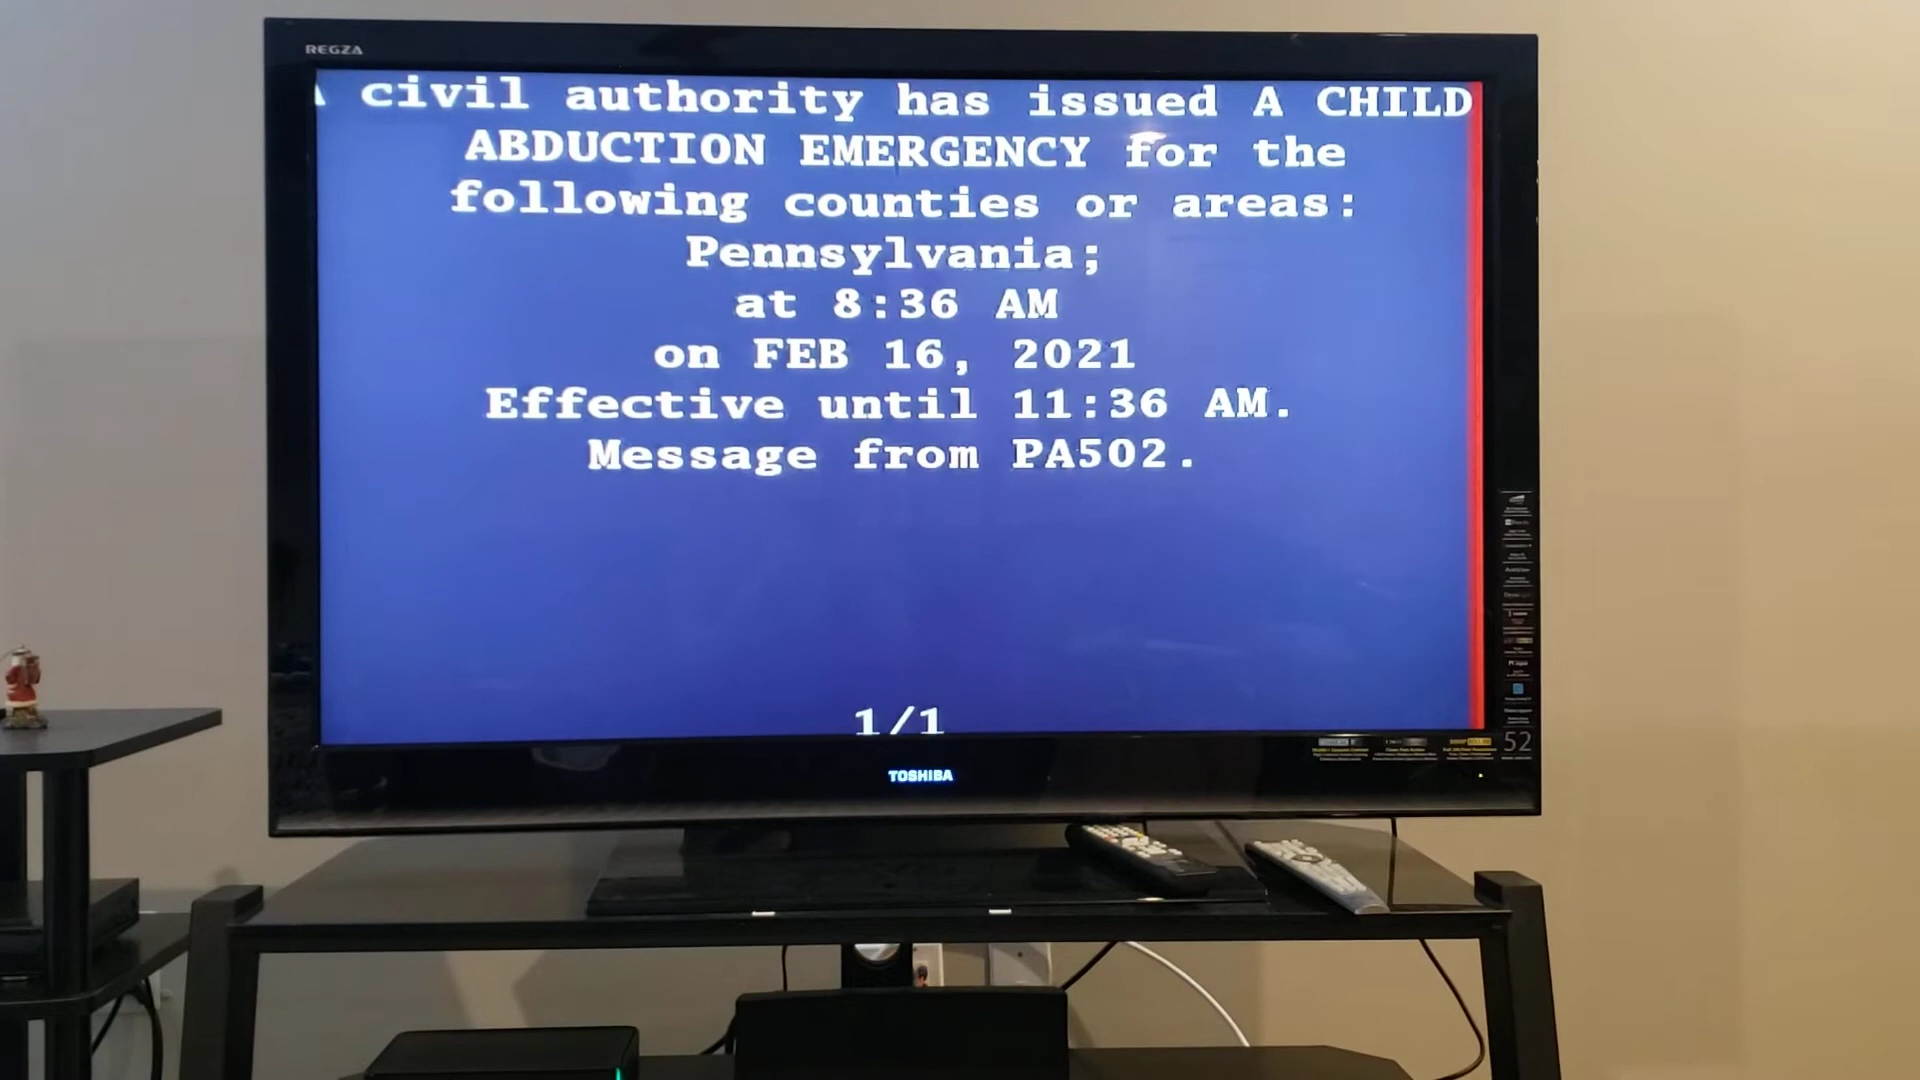 REGZA
A civil authority has issued A CHILD
ABDUCTION EMERGENCY for the
following counties or areas:
Pennsylvania;
at 8:36 AM
on FEB 16, 2021
Effective until 11:36 AM.
Message from PA502.
1/1
TOSHIBA
52